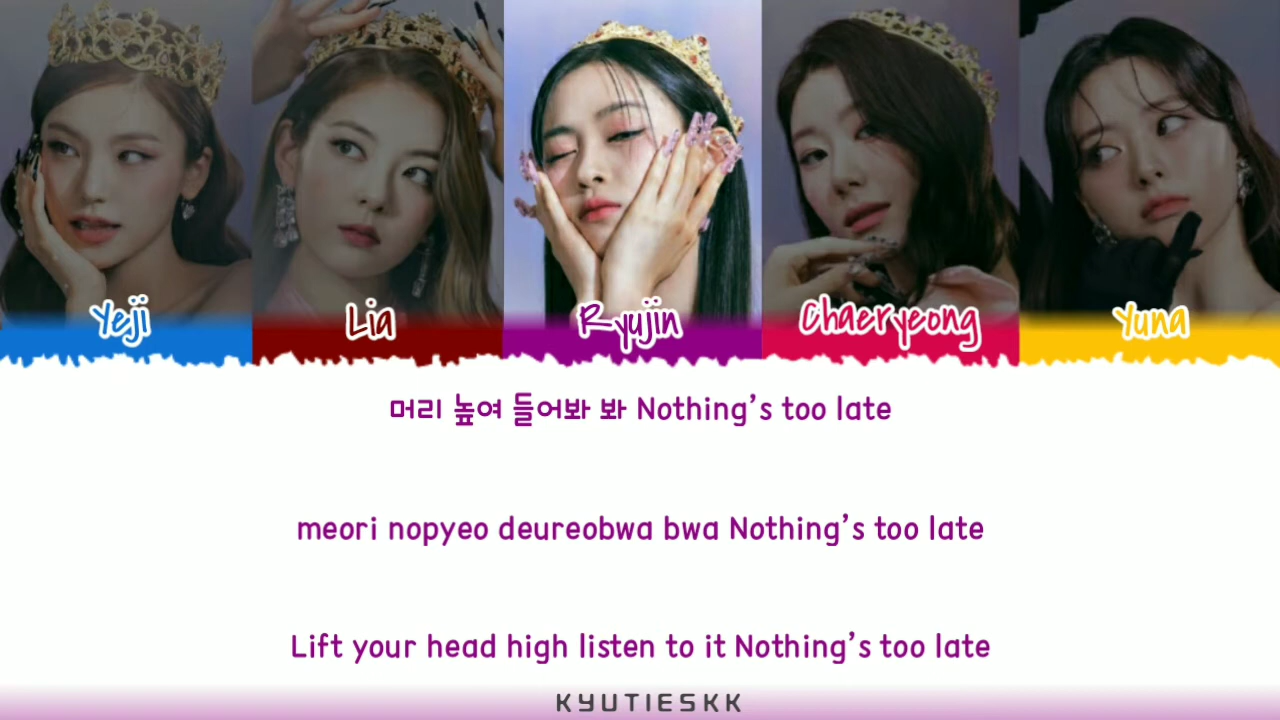 Yeji
Lia
Ryujin
Chaeryeong
Yuna
머리 높여 들어봐 봐 Nothing’s too late
meori nopyeo deureobwa bwa Nothing’s too late
Lift your head high listen to it Nothing’s too late
KYUTIESKK